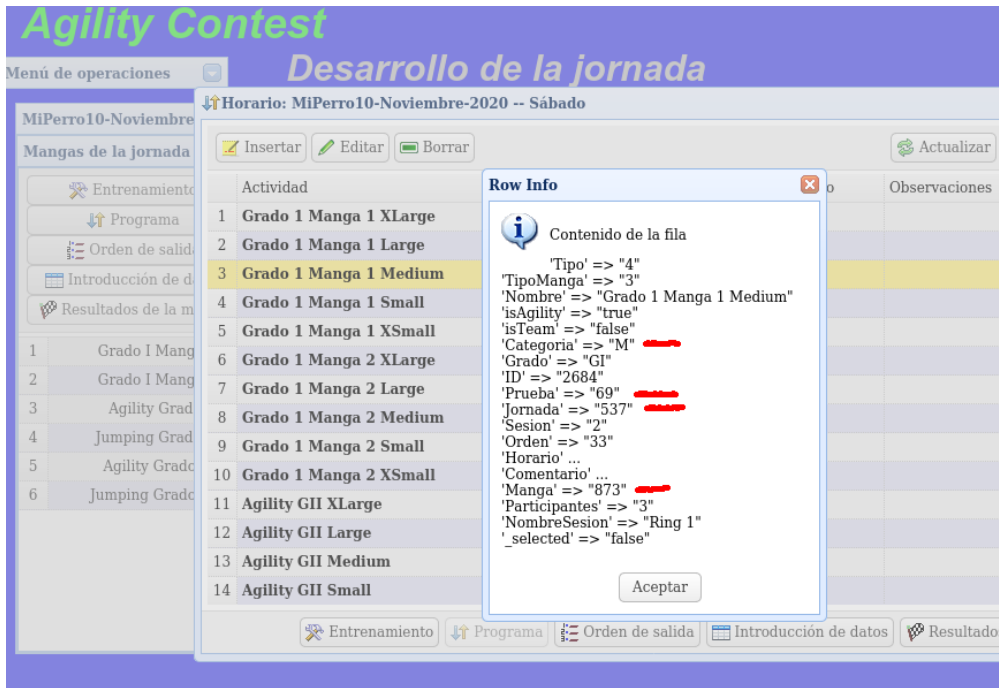 Agility Contest
Desarrollo de la jornada
Menú de operaciones
MiPerro10-Noviembre
Mangas de la jornada
Entrenamiento
Programa
Orden de salida
Introducción de d
Resultados de la m
1 Grado I Mang
2 Grado I Mang
3 Agility Grad
4 Jumping Grad
5 Agility Grado
6 Jumping Grado
Horario: MiPerro10-Noviembre-2020 -- Sábado
Insertar Editar Borrar Actualizar
Actividad o Observaciones
1 Grado 1 Manga 1 XLarge
2 Grado 1 Manga 1 Large
3 Grado 1 Manga 1 Medium
4 Grado 1 Manga 1 Small
5 Grado 1 Manga 1 XSmall
6 Grado 1 Manga 2 XLarge
7 Grado 1 Manga 2 Large
8 Grado 1 Manga 2 Medium
9 Grado 1 Manga 2 Small
10 Grado 1 Manga 2 XSmall
11 Agility GII XLarge
12 Agility GII Large
13 Agility GII Medium
14 Agility GII Small
Row Info
Contenido de la fila
'Tipo' => "4"
'TipoManga' => "3"
'Nombre' => "Grado 1 Manga 1 Medium"
'isAgility' => "true"
'isTeam' => "false"
'Categoria' => "M"
'Grado' => "GI"
'ID' => "2684"
'Prueba' => "69"
'Jornada' => "537"
'Sesion' => "2"
'Orden' => "33"
'Horario' ...
'Comentario' ...
'Manga' => "873"
'Participantes' => "3"
'NombreSesion' => "Ring 1"
'_selected' => "false"
Aceptar
Entrenamiento Programa Orden de salida Introducción de datos Resultado